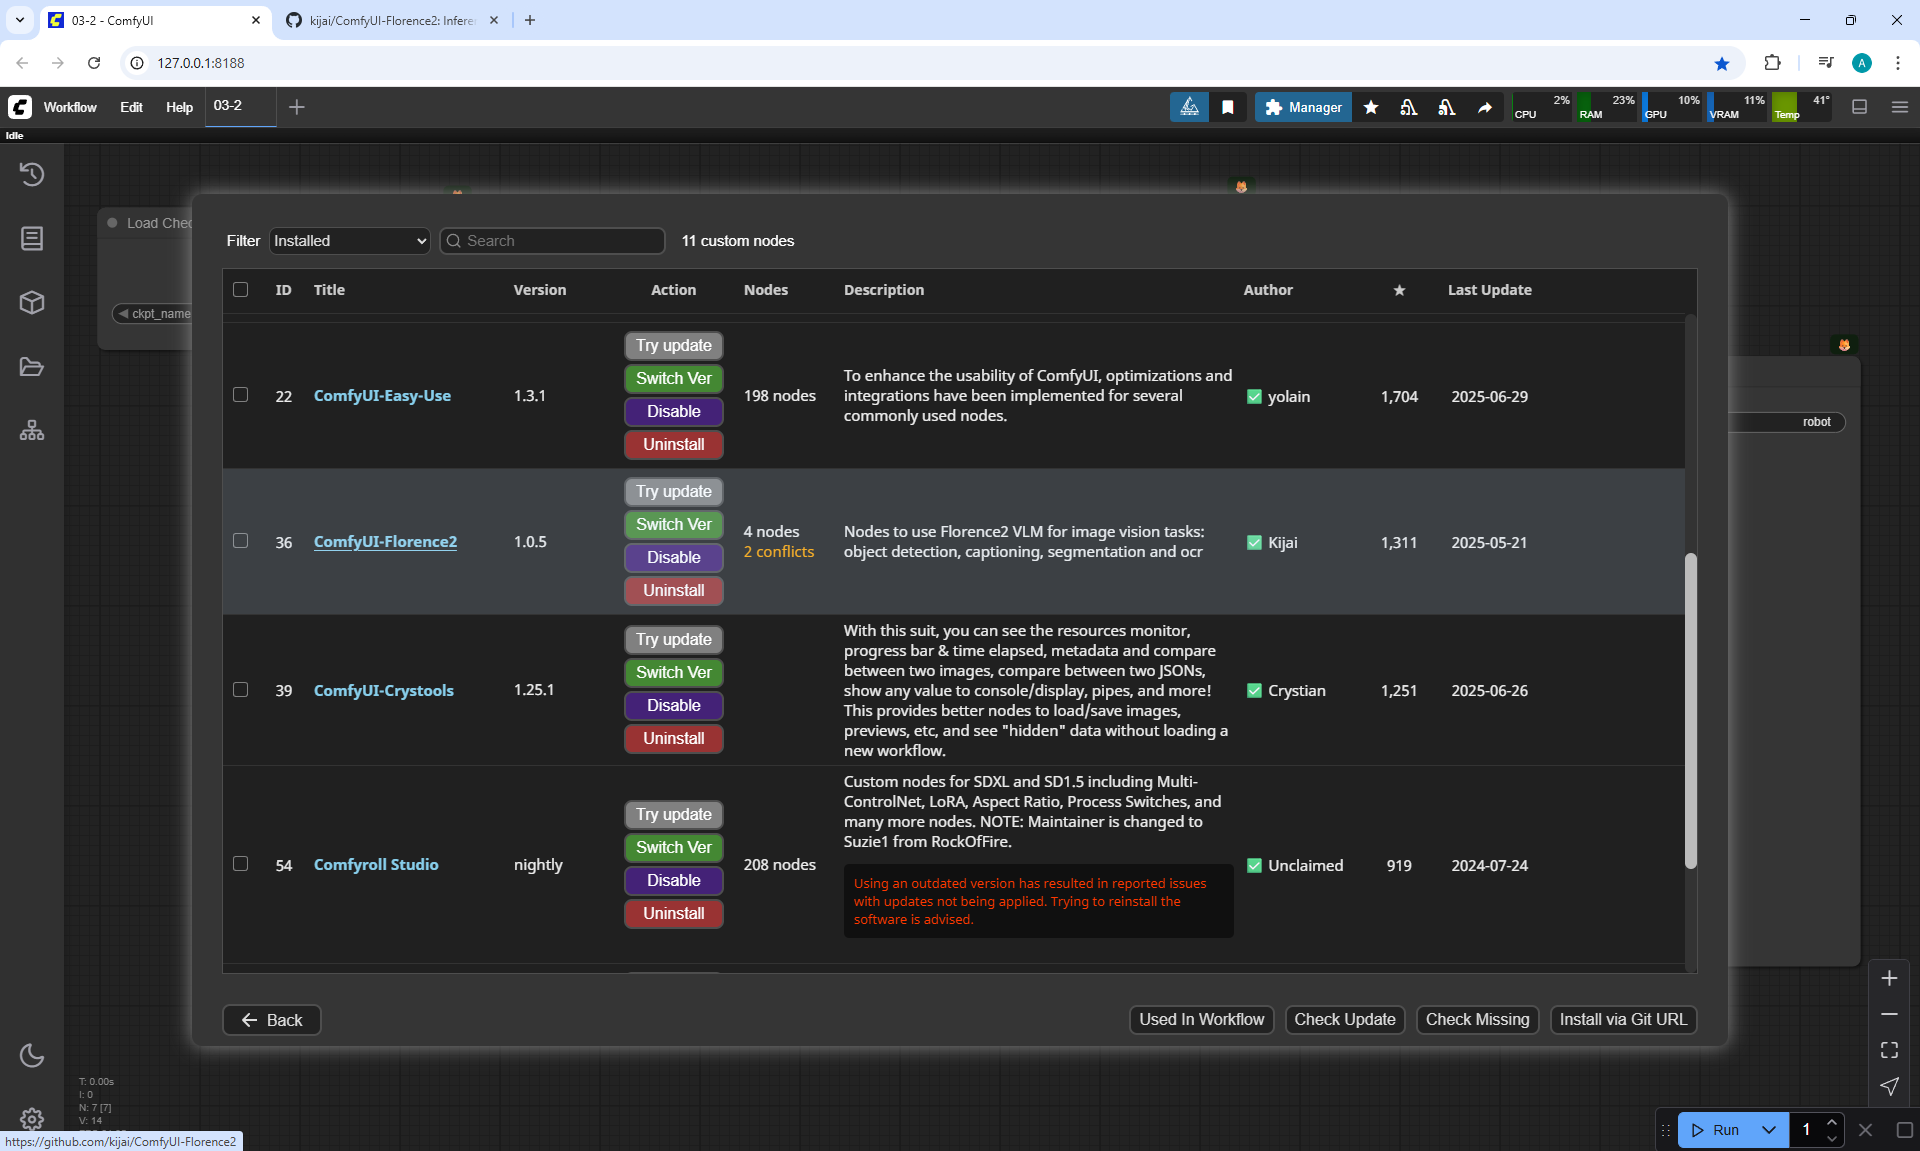 03-2 - ComfyUI
kijai/ComfyUI-Florence2: Infere
127.0.0.1:8188
A
Workflow
Edit
Help
03-2
Manager
CPU 2%
RAM 23%
GPU 10%
VRAM 11%
Temp 41°
Idle
Load Chec
ckpt_name
robot
Filter
Installed
Search
11 custom nodes
ID Title Version Action Nodes Description Author ★ Last Update
22 ComfyUI-Easy-Use 1.3.1
Try update
Switch Ver
Disable
Uninstall
198 nodes
To enhance the usability of ComfyUI, optimizations and
integrations have been implemented for several
commonly used nodes.
yolain 1,704 2025-06-29
36 ComfyUI-Florence2 1.0.5
Try update
Switch Ver
Disable
Uninstall
4 nodes
2 conflicts
Nodes to use Florence2 VLM for image vision tasks:
object detection, captioning, segmentation and ocr
Kijai 1,311 2025-05-21
39 ComfyUI-Crystools 1.25.1
Try update
Switch Ver
Disable
Uninstall
With this suit, you can see the resources monitor,
progress bar & time elapsed, metadata and compare
between two images, compare between two JSONs,
show any value to console/display, pipes, and more!
This provides better nodes to load/save images,
previews, etc, and see "hidden" data without loading a
new workflow.
Crystian 1,251 2025-06-26
54 Comfyroll Studio nightly
Try update
Switch Ver
Disable
Uninstall
208 nodes
Custom nodes for SDXL and SD1.5 including Multi-
ControlNet, LoRA, Aspect Ratio, Process Switches, and
many more nodes. NOTE: Maintainer is changed to
Suzie1 from RockOfFire.
Using an outdated version has resulted in reported issues
with updates not being applied. Trying to reinstall the
software is advised.
Unclaimed 919 2024-07-24
Back
Used In Workflow
Check Update
Check Missing
Install via Git URL
T: 0.00s
I: 0
N: 7 [7]
V: 14
https://github.com/kijai/ComfyUI-Florence2
Run
1